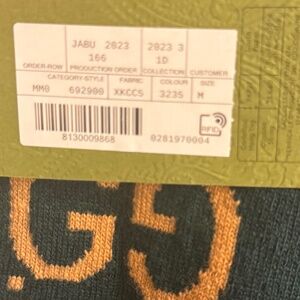 JABU 2023 2023 3
166 1D
ORDER-ROW PRODUCTION ORDER COLLECTION CUSTOMER
CATEGORY-STYLE FABRIC COLOUR SIZE
MM0 692900 XKCCS 3235 M
RFID
8130009868 0281970004
G G